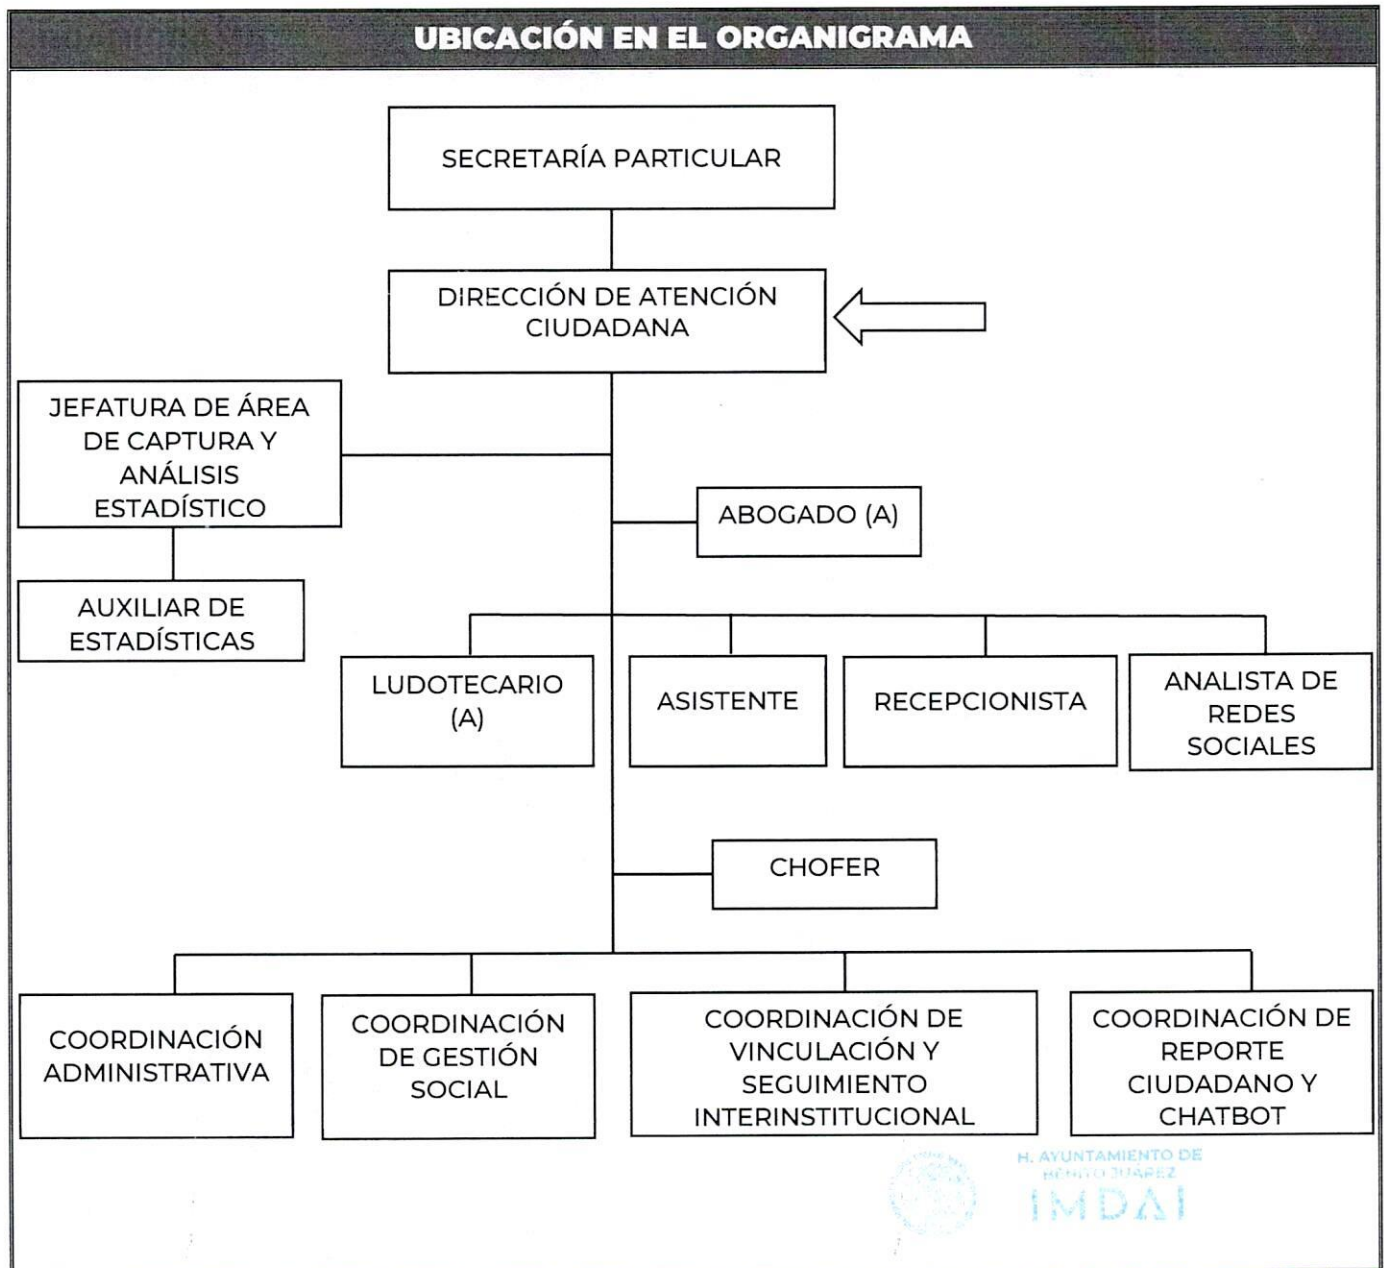 UBICACIÓN EN EL ORGANIGRAMA
SECRETARÍA PARTICULAR
DIRECCIÓN DE ATENCIÓN
CIUDADANA
JEFATURA DE ÁREA
DE CAPTURA Y
ANÁLISIS
ESTADÍSTICO
ABOGADO (A)
AUXILIAR DE
ESTADÍSTICAS
LUDOTECARIO
(A)
ASISTENTE
RECEPCIONISTA
ANALISTA DE
REDES
SOCIALES
CHOFER
COORDINACIÓN
ADMINISTRATIVA
COORDINACIÓN
DE GESTIÓN
SOCIAL
COORDINACIÓN DE
VINCULACIÓN Y
SEGUIMIENTO
INTERINSTITUCIONAL
COORDINACIÓN DE
REPORTE
CIUDADANO Y
CHATBOT
H. AYUNTAMIENTO DE
BENITO JUÁREZ
IMDAI